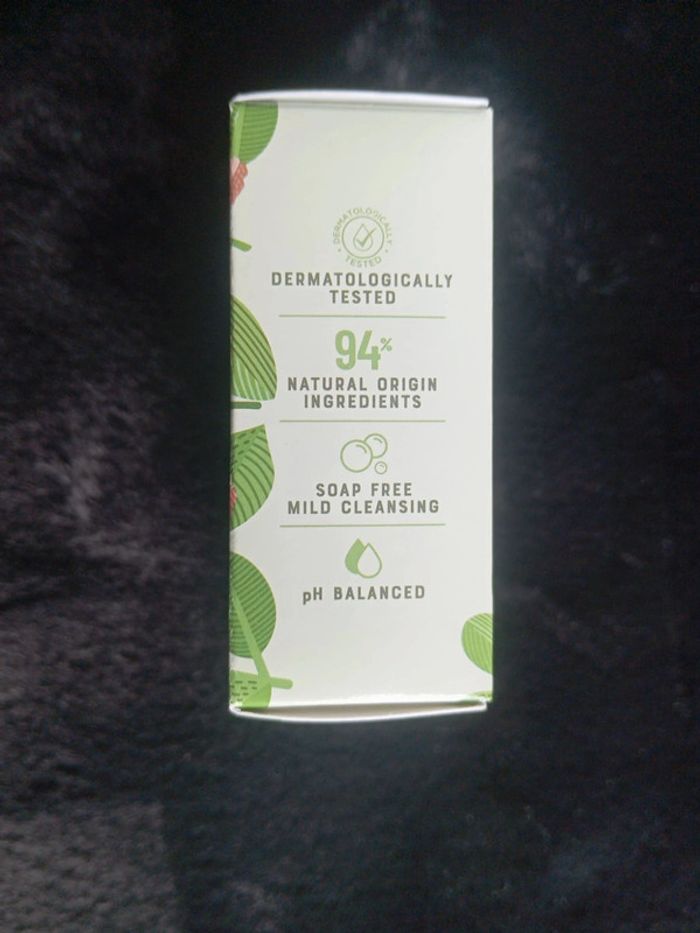 DERMATOLOGICALLY
TESTED
DERMATOLOGICALLY
TESTED
94%
NATURAL ORIGIN
INGREDIENTS
SOAP FREE
MILD CLEANSING
pH BALANCED